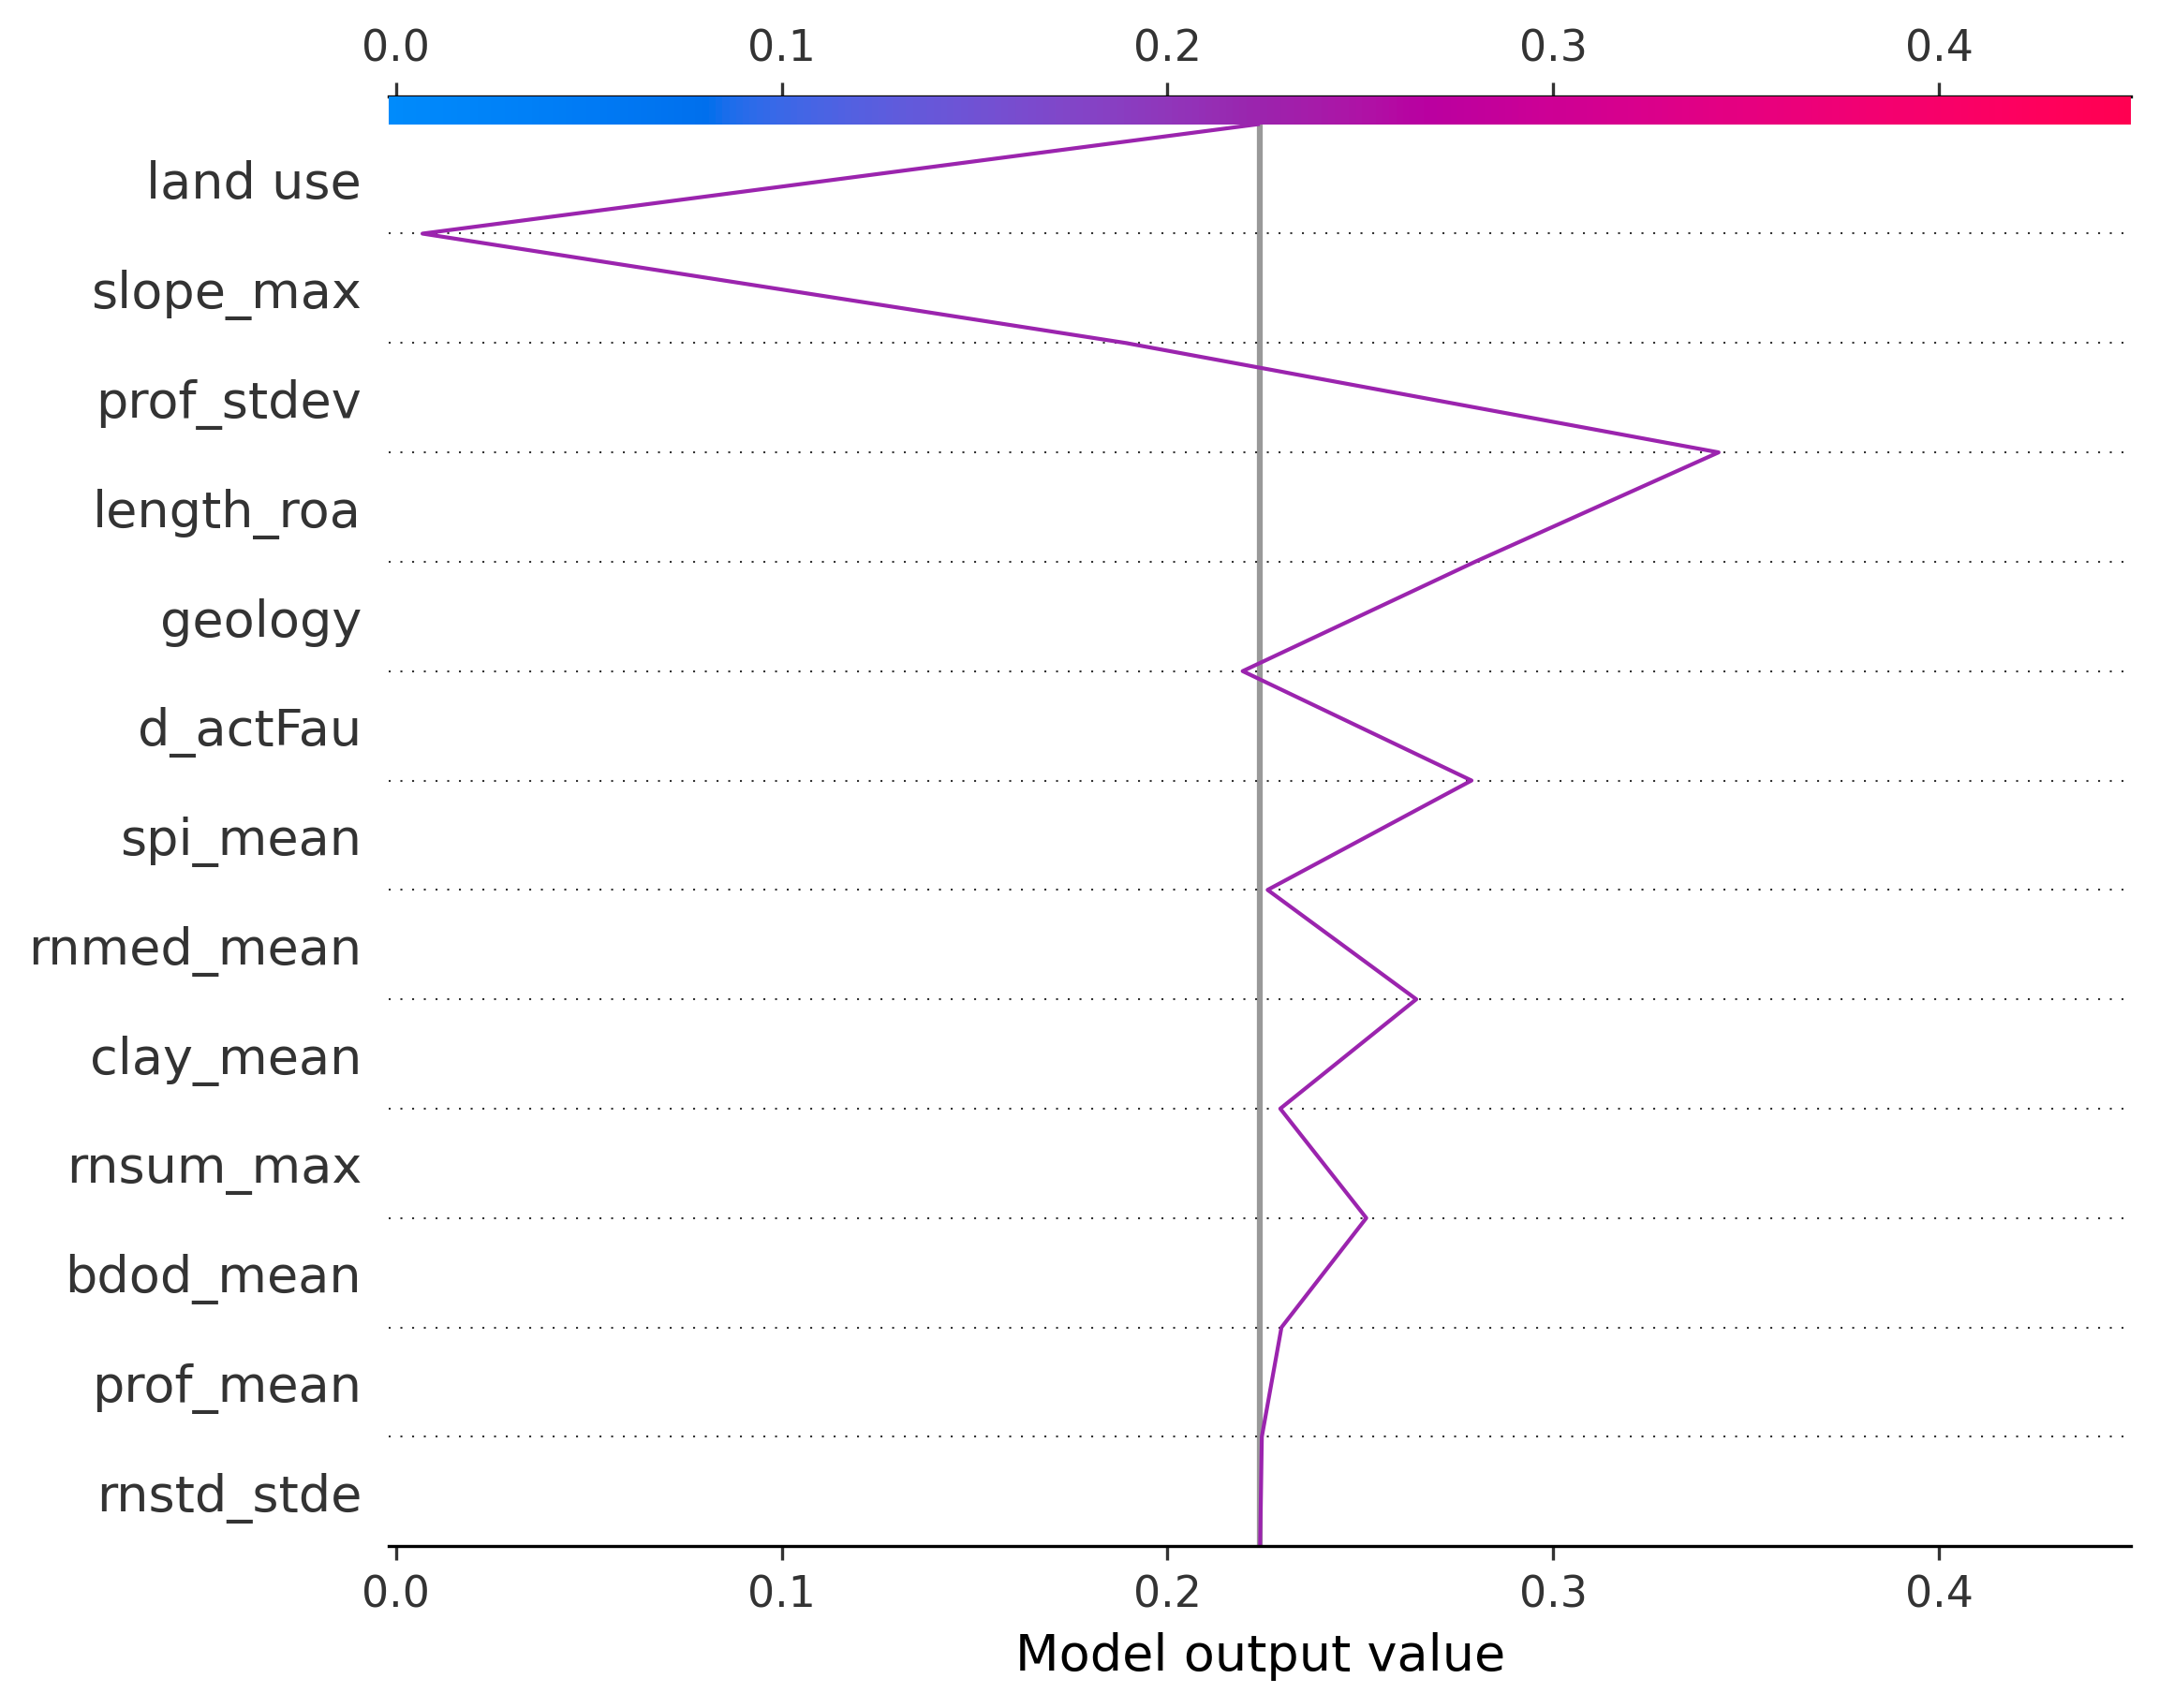 0.0 0.1 0.2 0.3 0.4
land use
slope_max
prof_stdev
length_roa
geology
d_actFau
spi_mean
rnmed_mean
clay_mean
rnsum_max
bdod_mean
prof_mean
rnstd_stde
0.0 0.1 0.2 0.3 0.4
Model output value